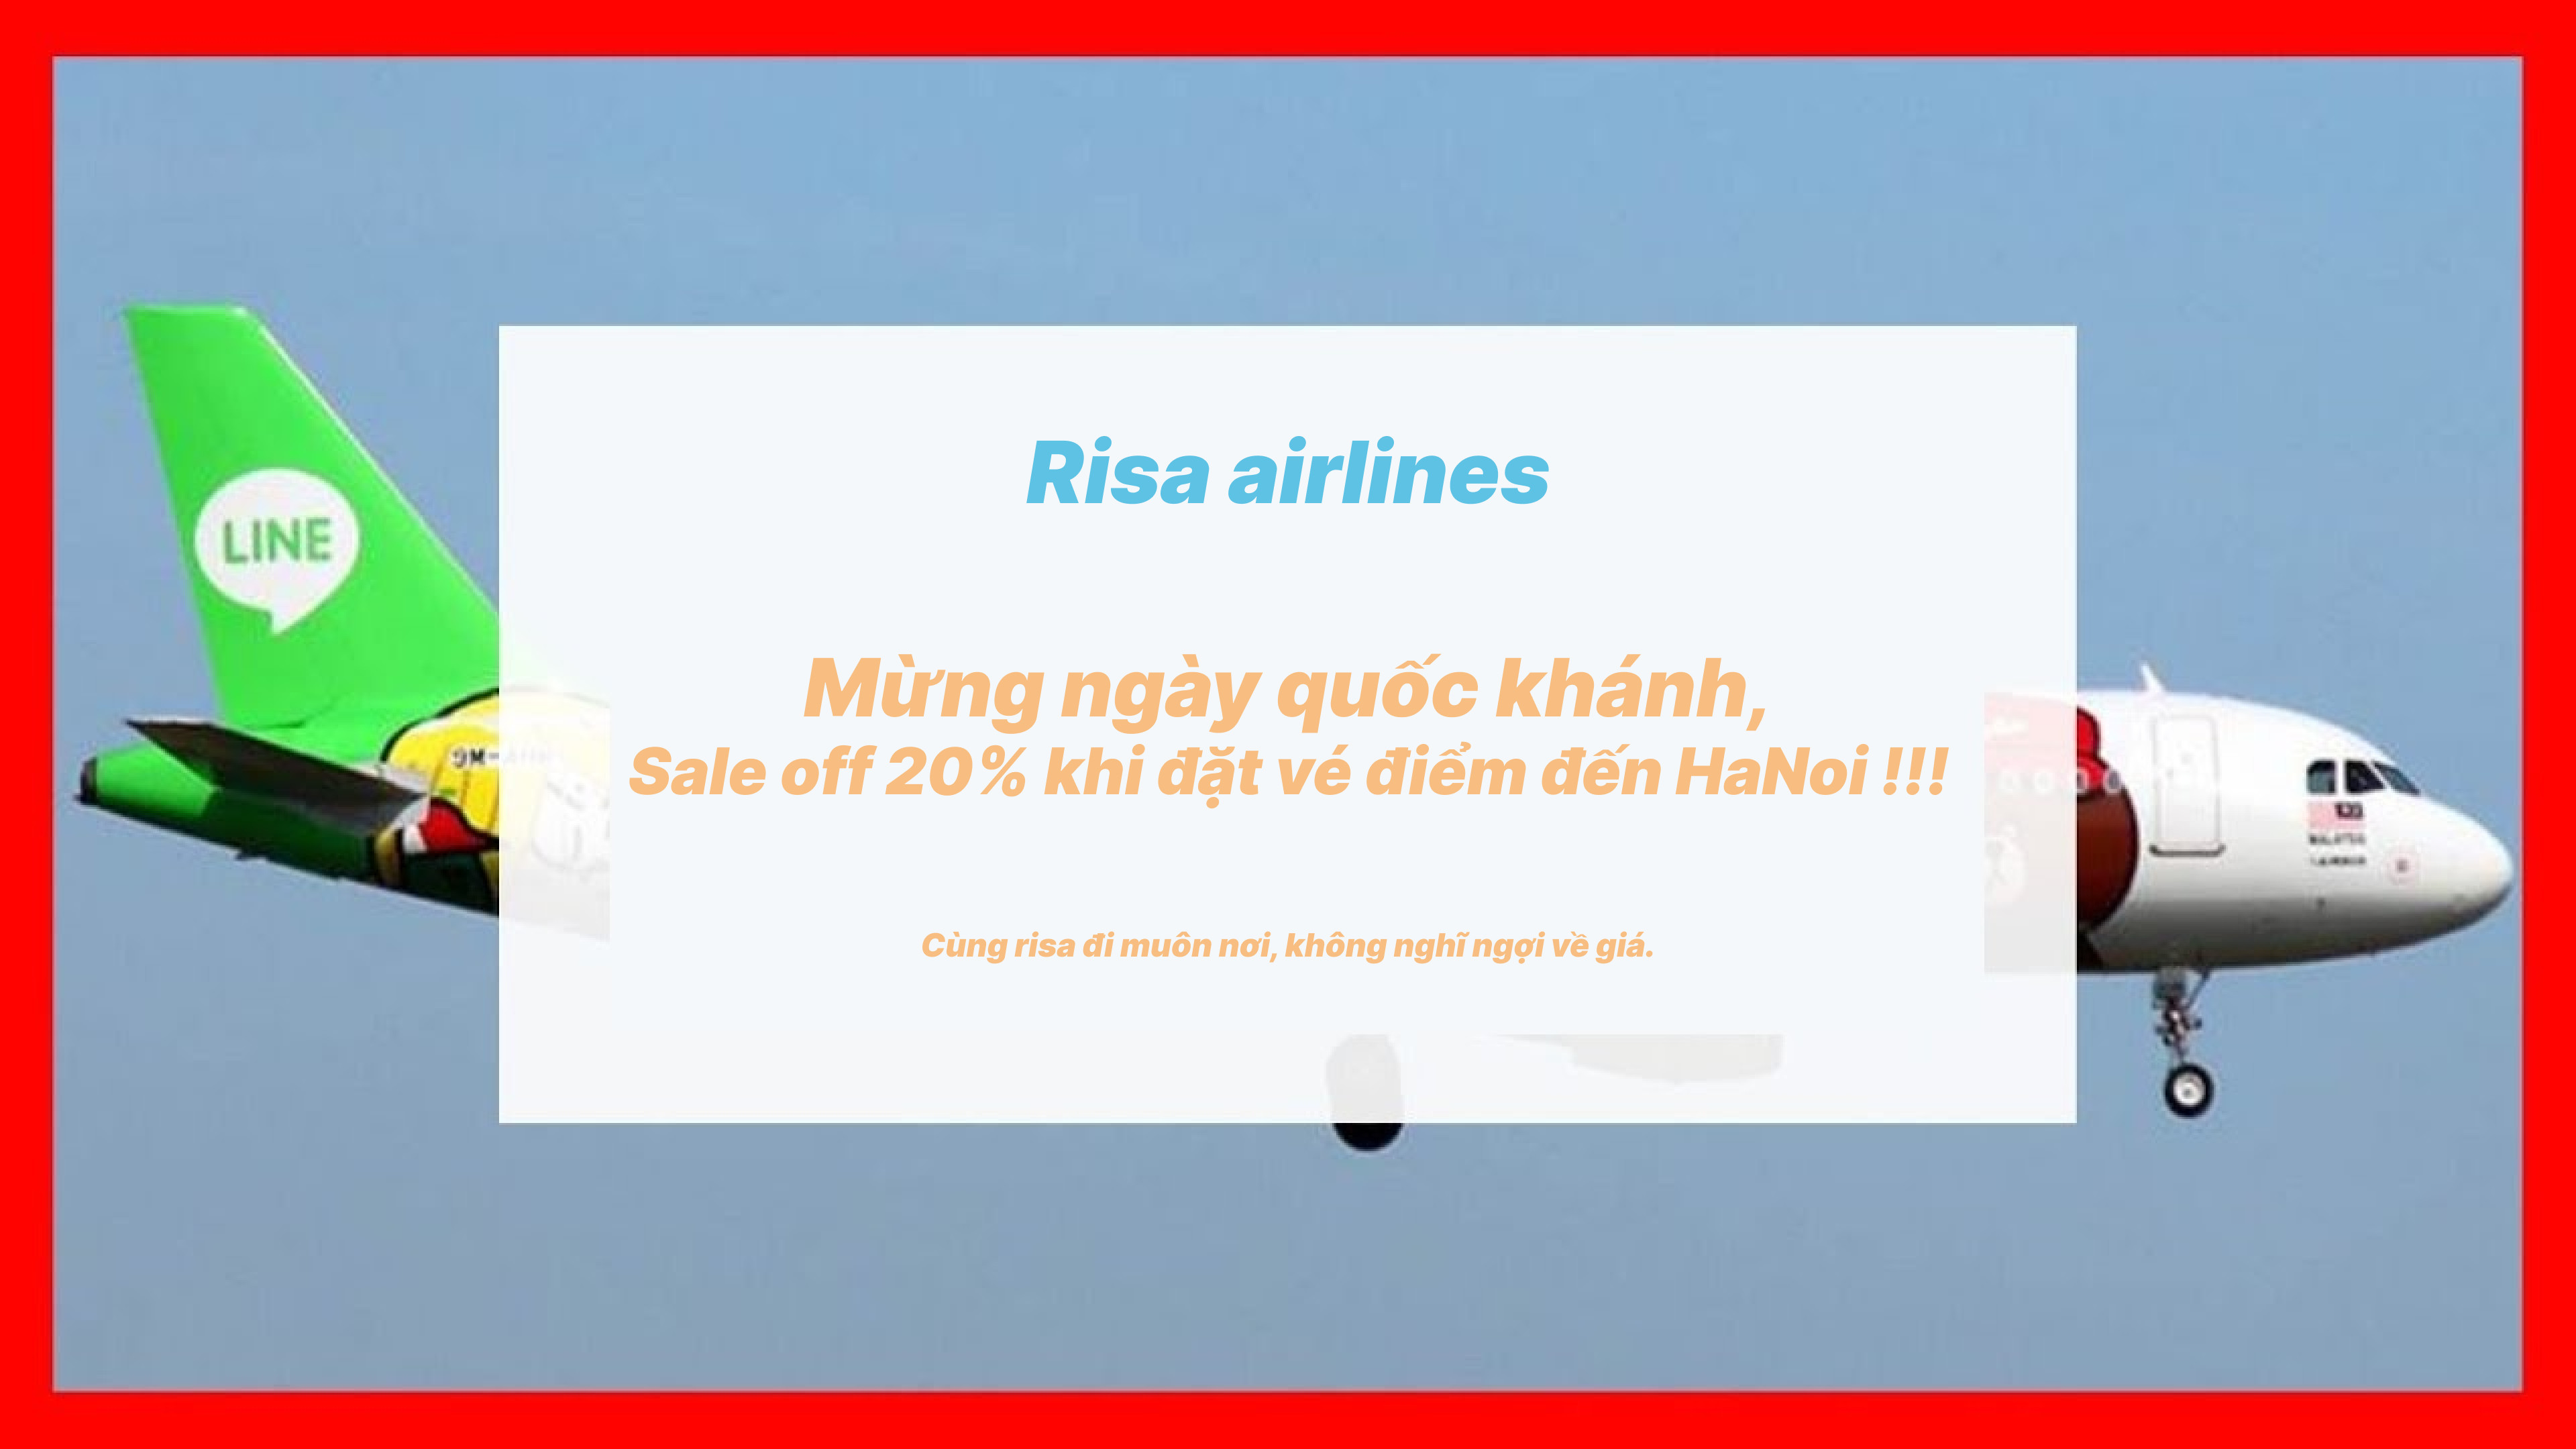 Risa airlines
LINE
Mừng ngày quốc khánh,
Sale off 20% khi đặt vé điểm đến HaNoi !!!
Cùng risa đi muôn nơi, không nghĩ ngợi về giá.